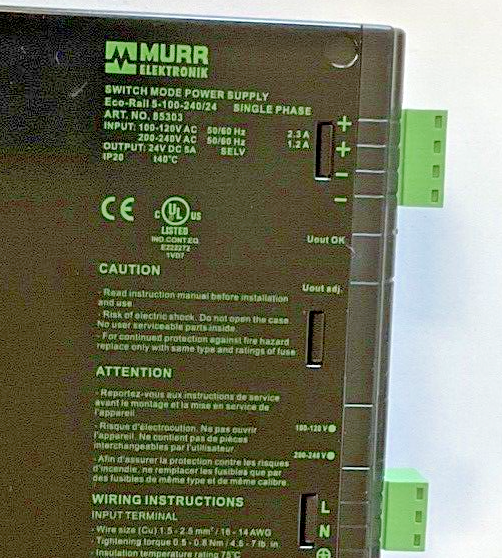 MURR
ELEKTRONIK
SWITCH MODE POWER SUPPLY
Eco-Rail 5-100-240/24 SINGLE PHASE
ART. NO. 85303
INPUT: 100-120V AC 50/60 Hz 2.3 A
200-240V AC 50/60 Hz 1.2 A
OUTPUT: 24V DC 5A SELV
IP20 t40°C
+
+
−
−
CE
C UL US
LISTED
IND.CONT.EQ.
E222272
1VD7
Uout OK
CAUTION
Uout adj.
- Read instruction manual before installation
and use.
- Risk of electric shock. Do not open the case.
No user serviceable parts inside.
- For continued protection against fire hazard
replace only with same type and ratings of fuse
ATTENTION
- Reportez-vous aux instructions de service
avant le montage et la mise en service de
l'appareil.
- Risque d'électrocution. Ne pas ouvrir
l'appareil. Ne contient pas de pièces
interchangeables par l'utilisateur.
100-120 V
- Afin d'assurer la protection contre les risques
d'incendie, ne remplacer les fusibles que par
des fusibles de même type et de même calibre.
200-240 V
WIRING INSTRUCTIONS
INPUT TERMINAL
- Wire size (Cu) 1.5 - 2.5 mm² / 16 - 14 AWG
- Tightening torque 0.5 - 0.8 Nm / 4.5 - 7 lb. in.
- Insulation temperature rating 75°C
L
N